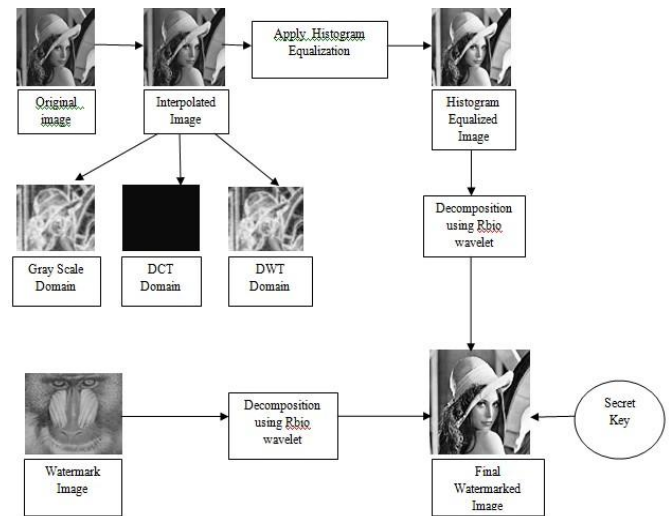 Apply Histogram
Equalization
Original
image
Interpolated
Image
Histogram
Equalized
Image
Decomposition
using Rbio
wavelet
Gray Scale
Domain
DCT
Domain
DWT
Domain
Decomposition
using Rbio
wavelet
Secret
Key
Watermark
Image
Final
Watermarked
Image